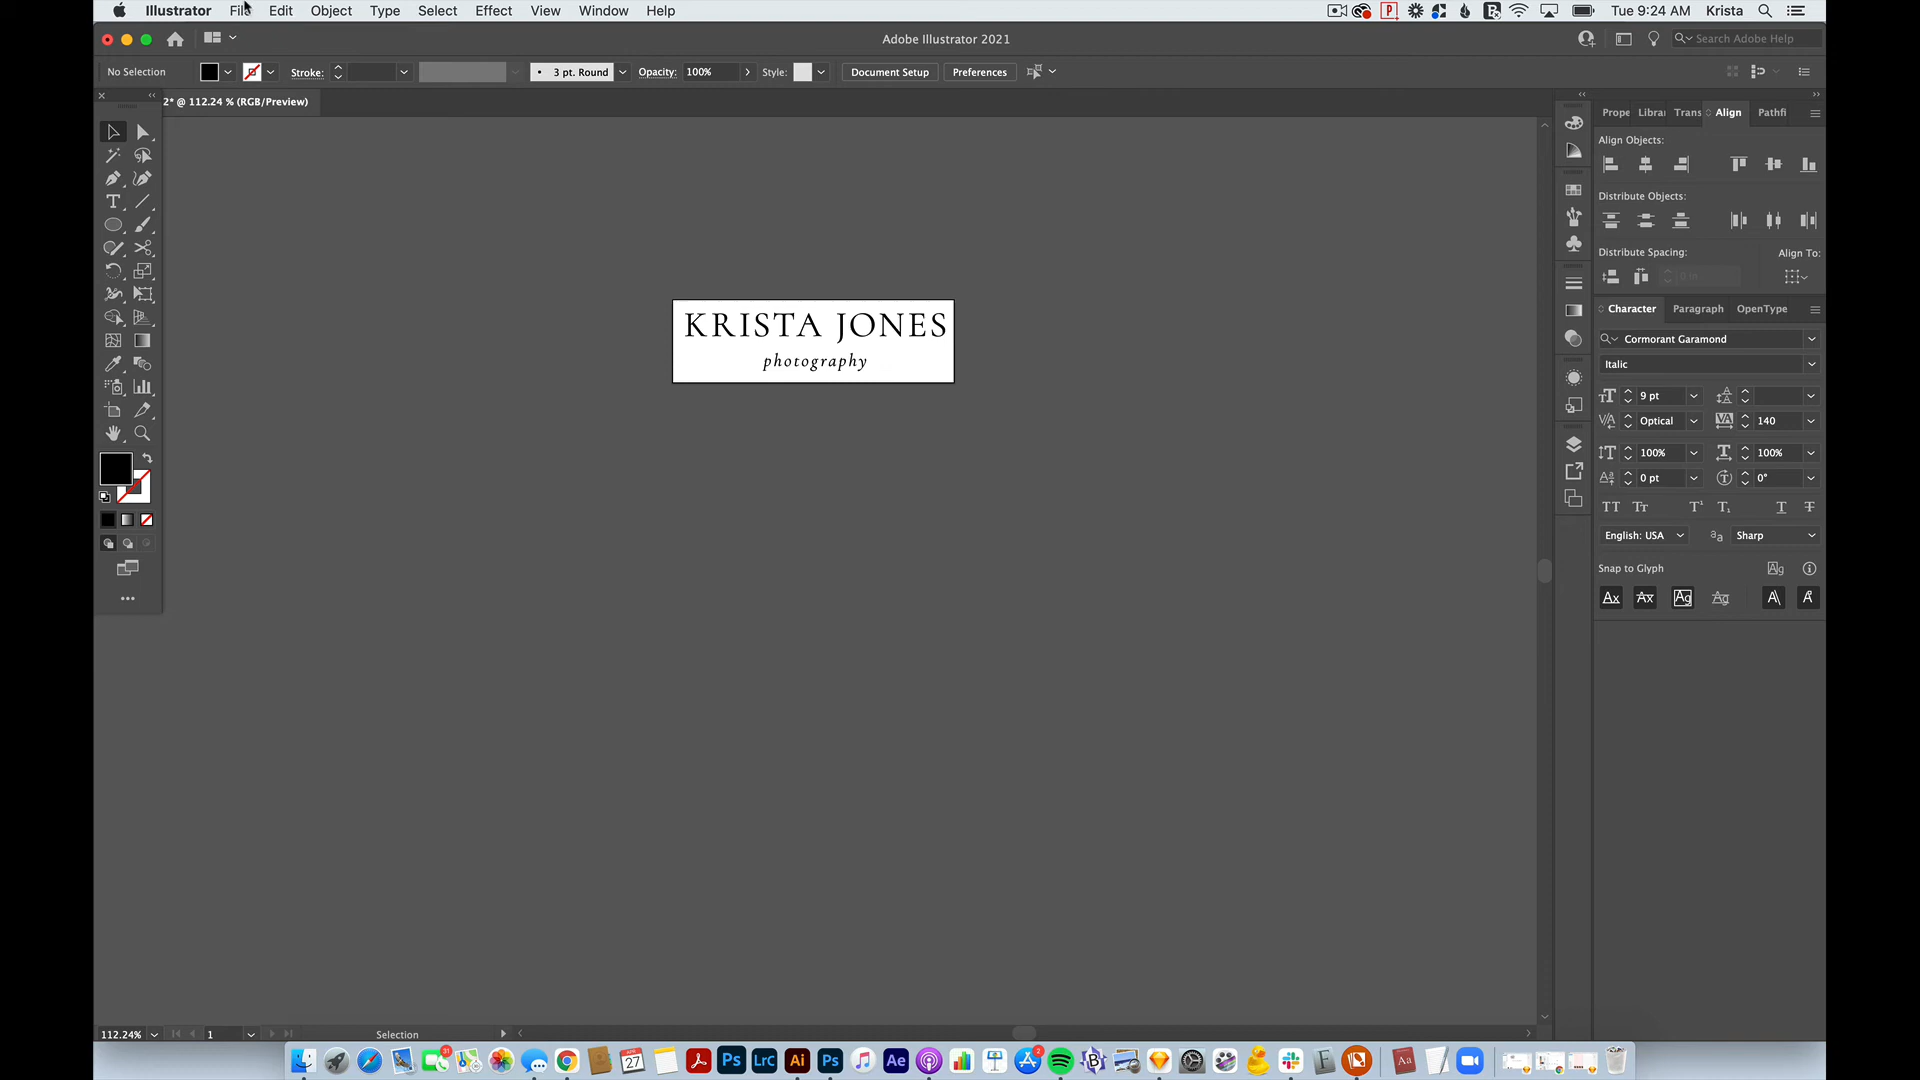 Illustrator File Edit Object Type Select Effect View Window Help
Tue 9:24 AM Krista
Adobe Illustrator 2021
Search Adobe Help
No Selection Stroke: 3 pt. Round Opacity: 100% Style: Document Setup Preferences
2* @ 112.24 % (RGB/Preview)
Prope Librar Trans Align Pathfi
Align Objects:
Distribute Objects:
Distribute Spacing: Align To:
0 in
Character Paragraph OpenType
Cormorant Garamond
Italic
9 pt
Optical 140
100% 100%
0 pt 0°
English: USA Sharp
Snap to Glyph
KRISTA JONES
photography
112.24% 1 Selection